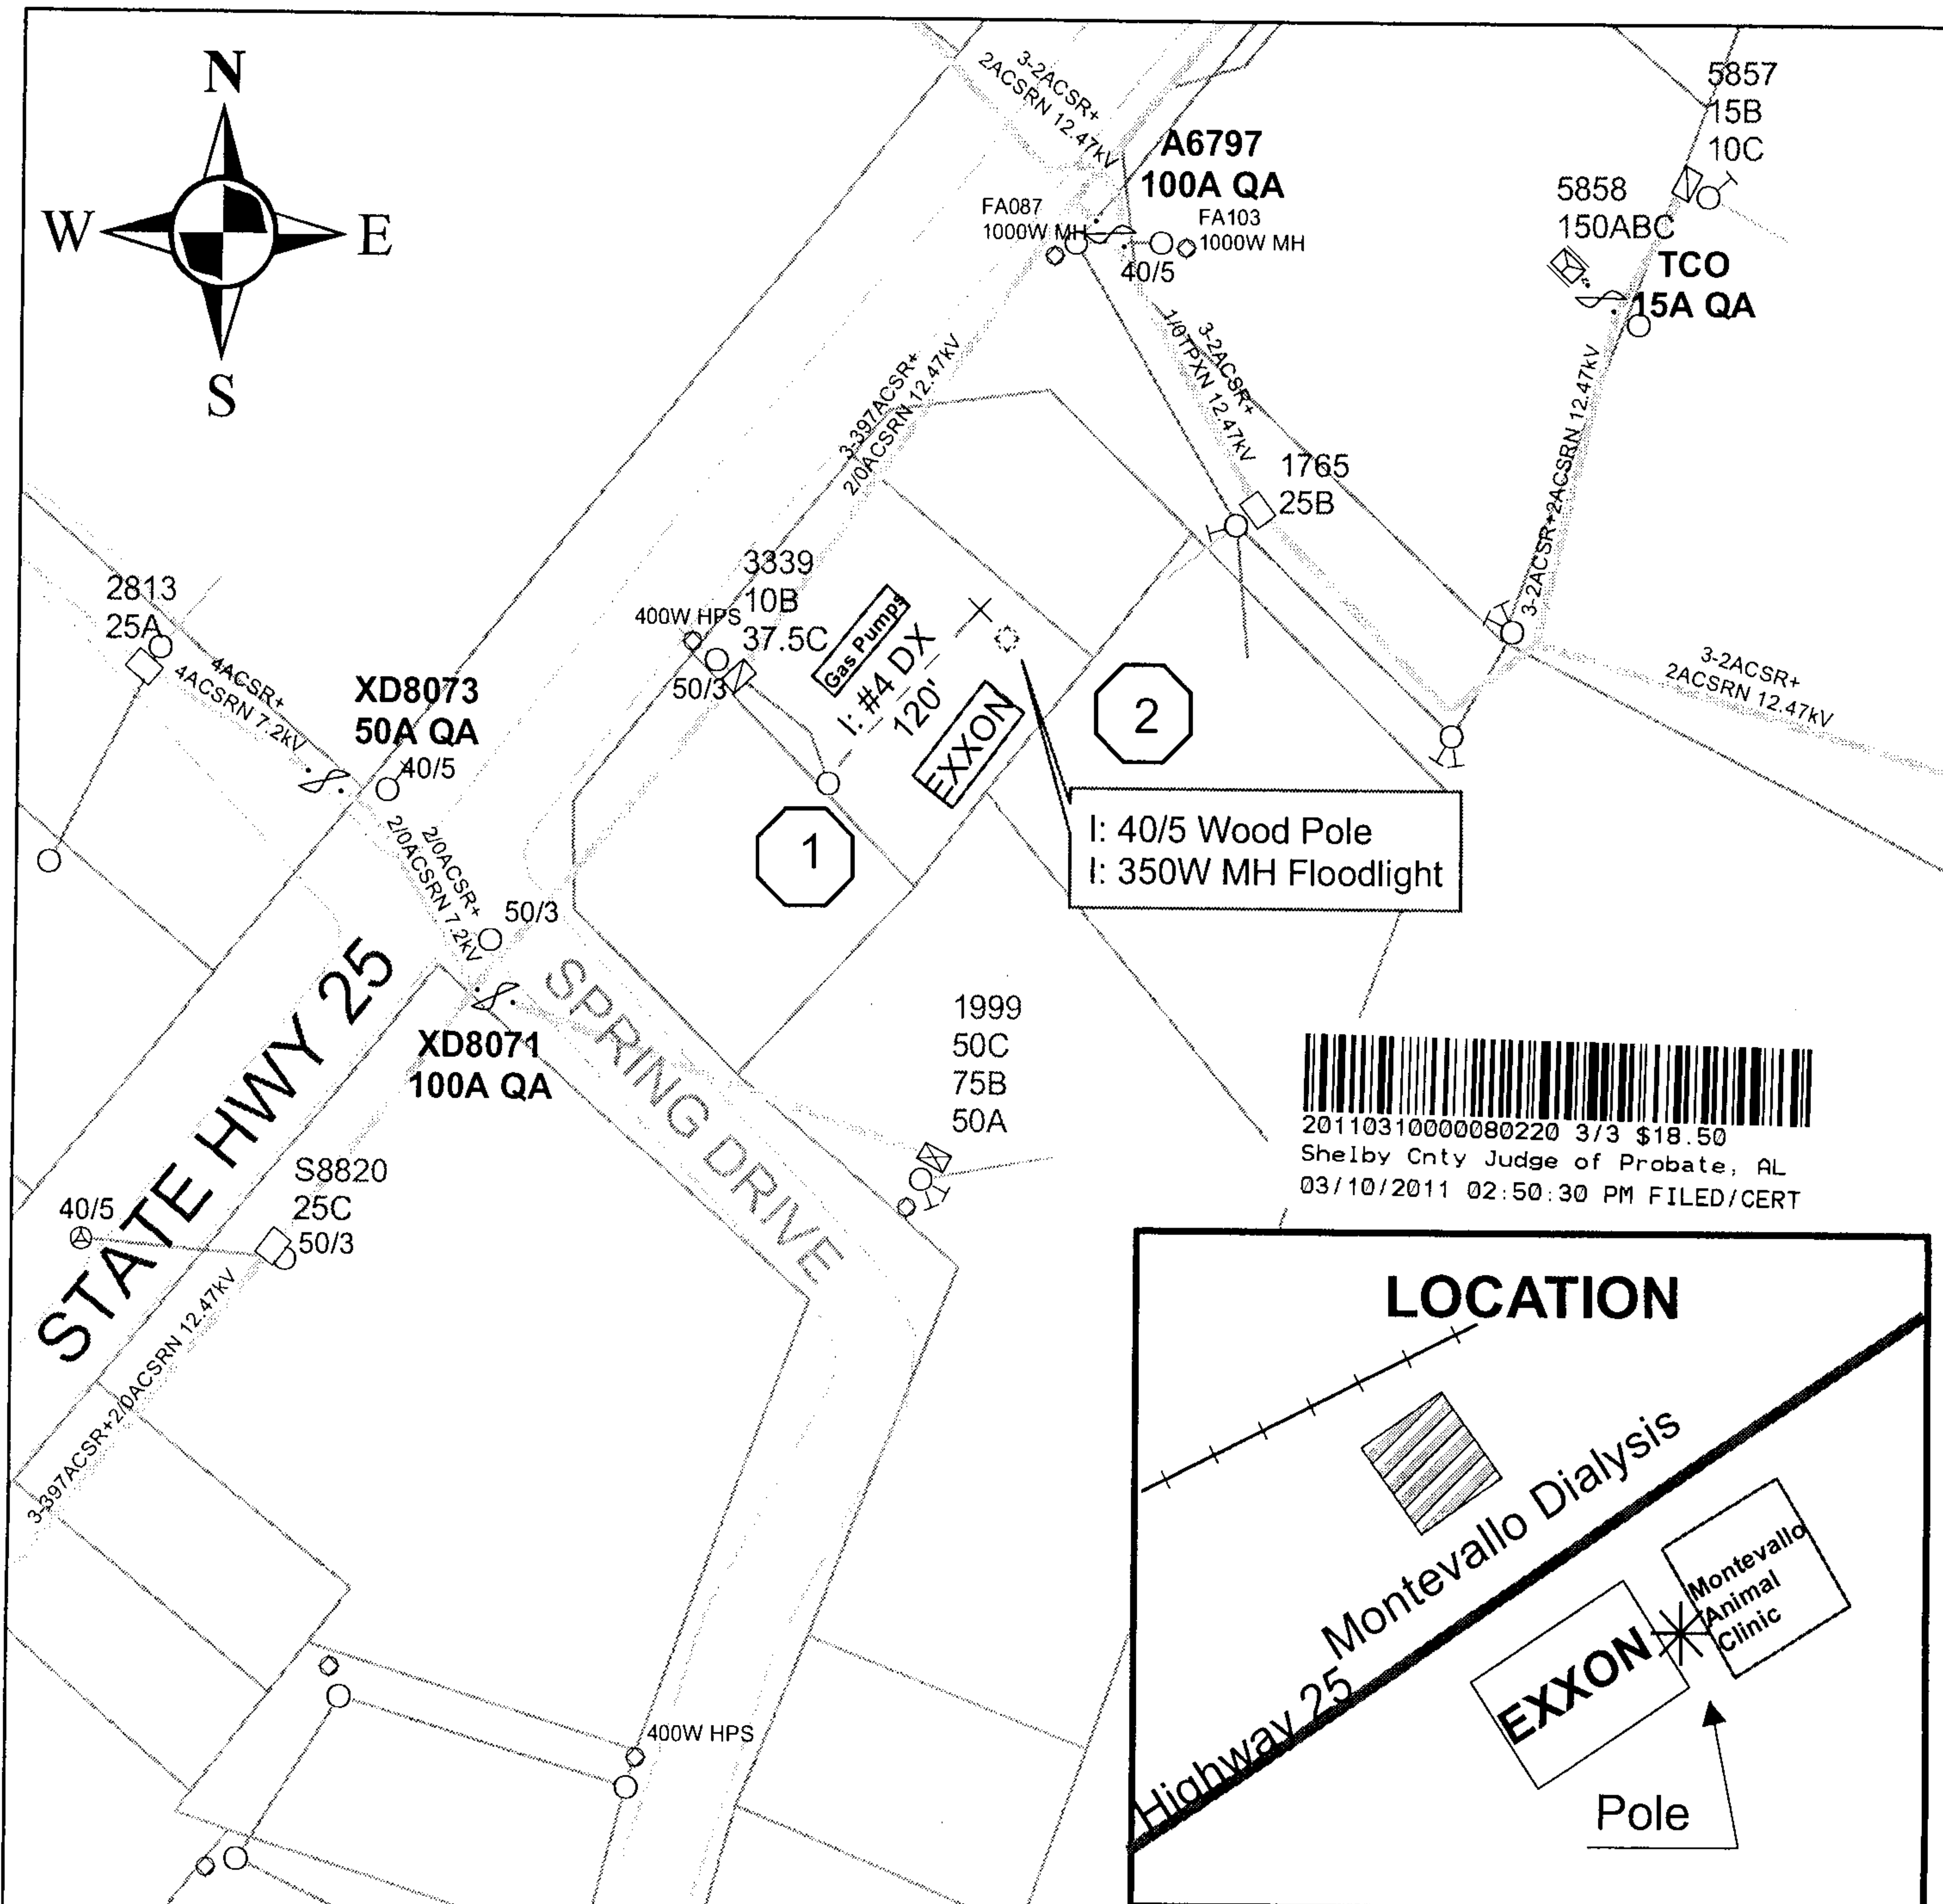 N
W
E
S
3-2ACSR+
2ACSRN 12.47kV
5857
15B
10C
A6797
100A QA
FA087
1000W MH
FA103
1000W MH
40/5
5858
150ABC
TCO
15A QA
3-397ACSR+
2/0ACSRN 12.47kV
3-2ACSR+
1/0TPXN 12.47kV
3-2ACSR+2ACSRN 12.47kV
1765
25B
2813
25A
4ACSR+
4ACSRN 7.2kV
400W HPS
3339
10B
37.5C
50/3
Gas Pumps
I: #4 DX
120'
EXXON
2
1
3-2ACSR+
2ACSRN 12.47kV
XD8073
50A QA
40/5
2/0ACSR+
2/0ACSRN 7.2kV
50/3
I: 40/5 Wood Pole
I: 350W MH Floodlight
STATE HWY 25
SPRING DRIVE
XD8071
100A QA
1999
50C
75B
50A
20110310000080220 3/3 $18.50
Shelby Cnty Judge of Probate, AL
03/10/2011 02:50:30 PM FILED/CERT
S8820
25C
50/3
40/5
3-397ACSR+2/0ACSRN 12.47kV
400W HPS
LOCATION
Montevallo Dialysis
Highway 25
EXXON
Montevallo
Animal
Clinic
Pole